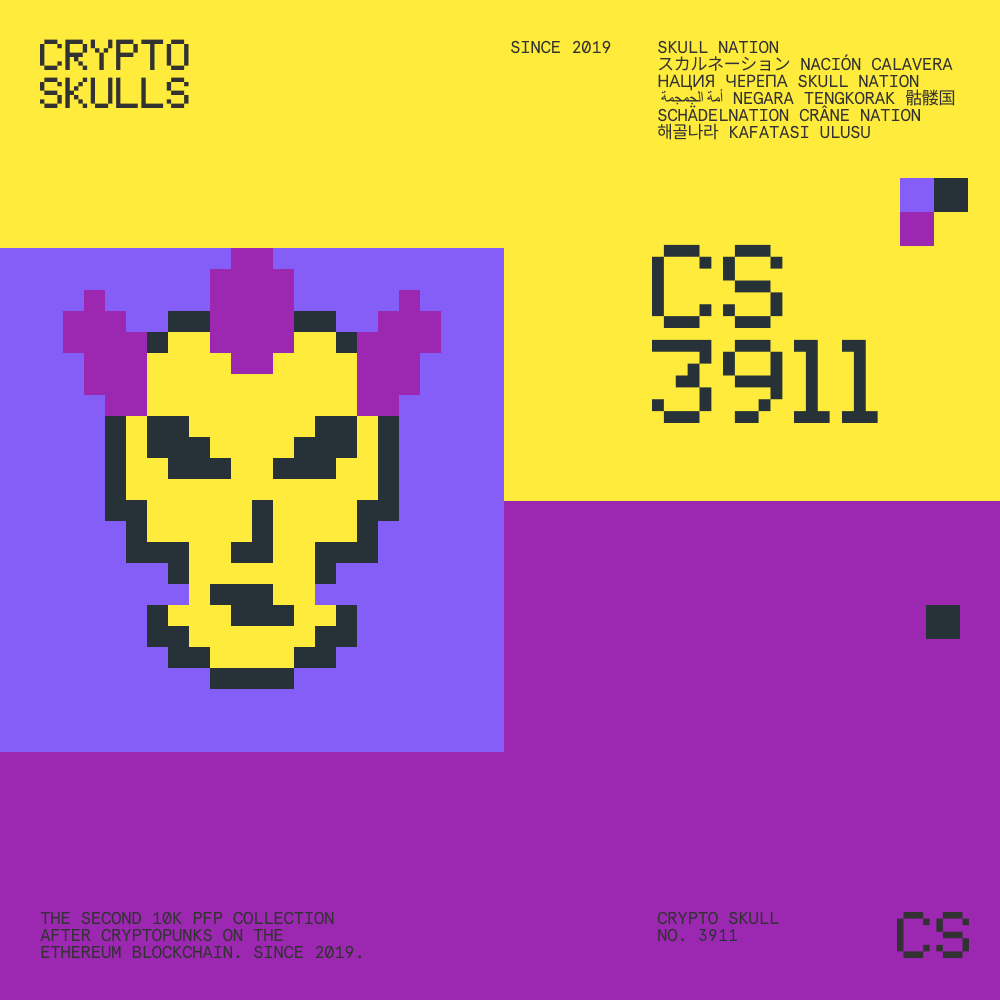 CRYPTO
SKULLS
SINCE 2019
SKULL NATION
スカルネーション NACIÓN CALAVERA
НАЦИЯ ЧЕРЕПА SKULL NATION
أمة الجمجمة NEGARA TENGKORAK 骷髅国
SCHÄDELNATION CRÂNE NATION
해골나라 KAFATASI ULUSU
CS
3911
THE SECOND 10K PFP COLLECTION
AFTER CRYPTOPUNKS ON THE
ETHEREUM BLOCKCHAIN. SINCE 2019.
CRYPTO SKULL
NO. 3911
CS